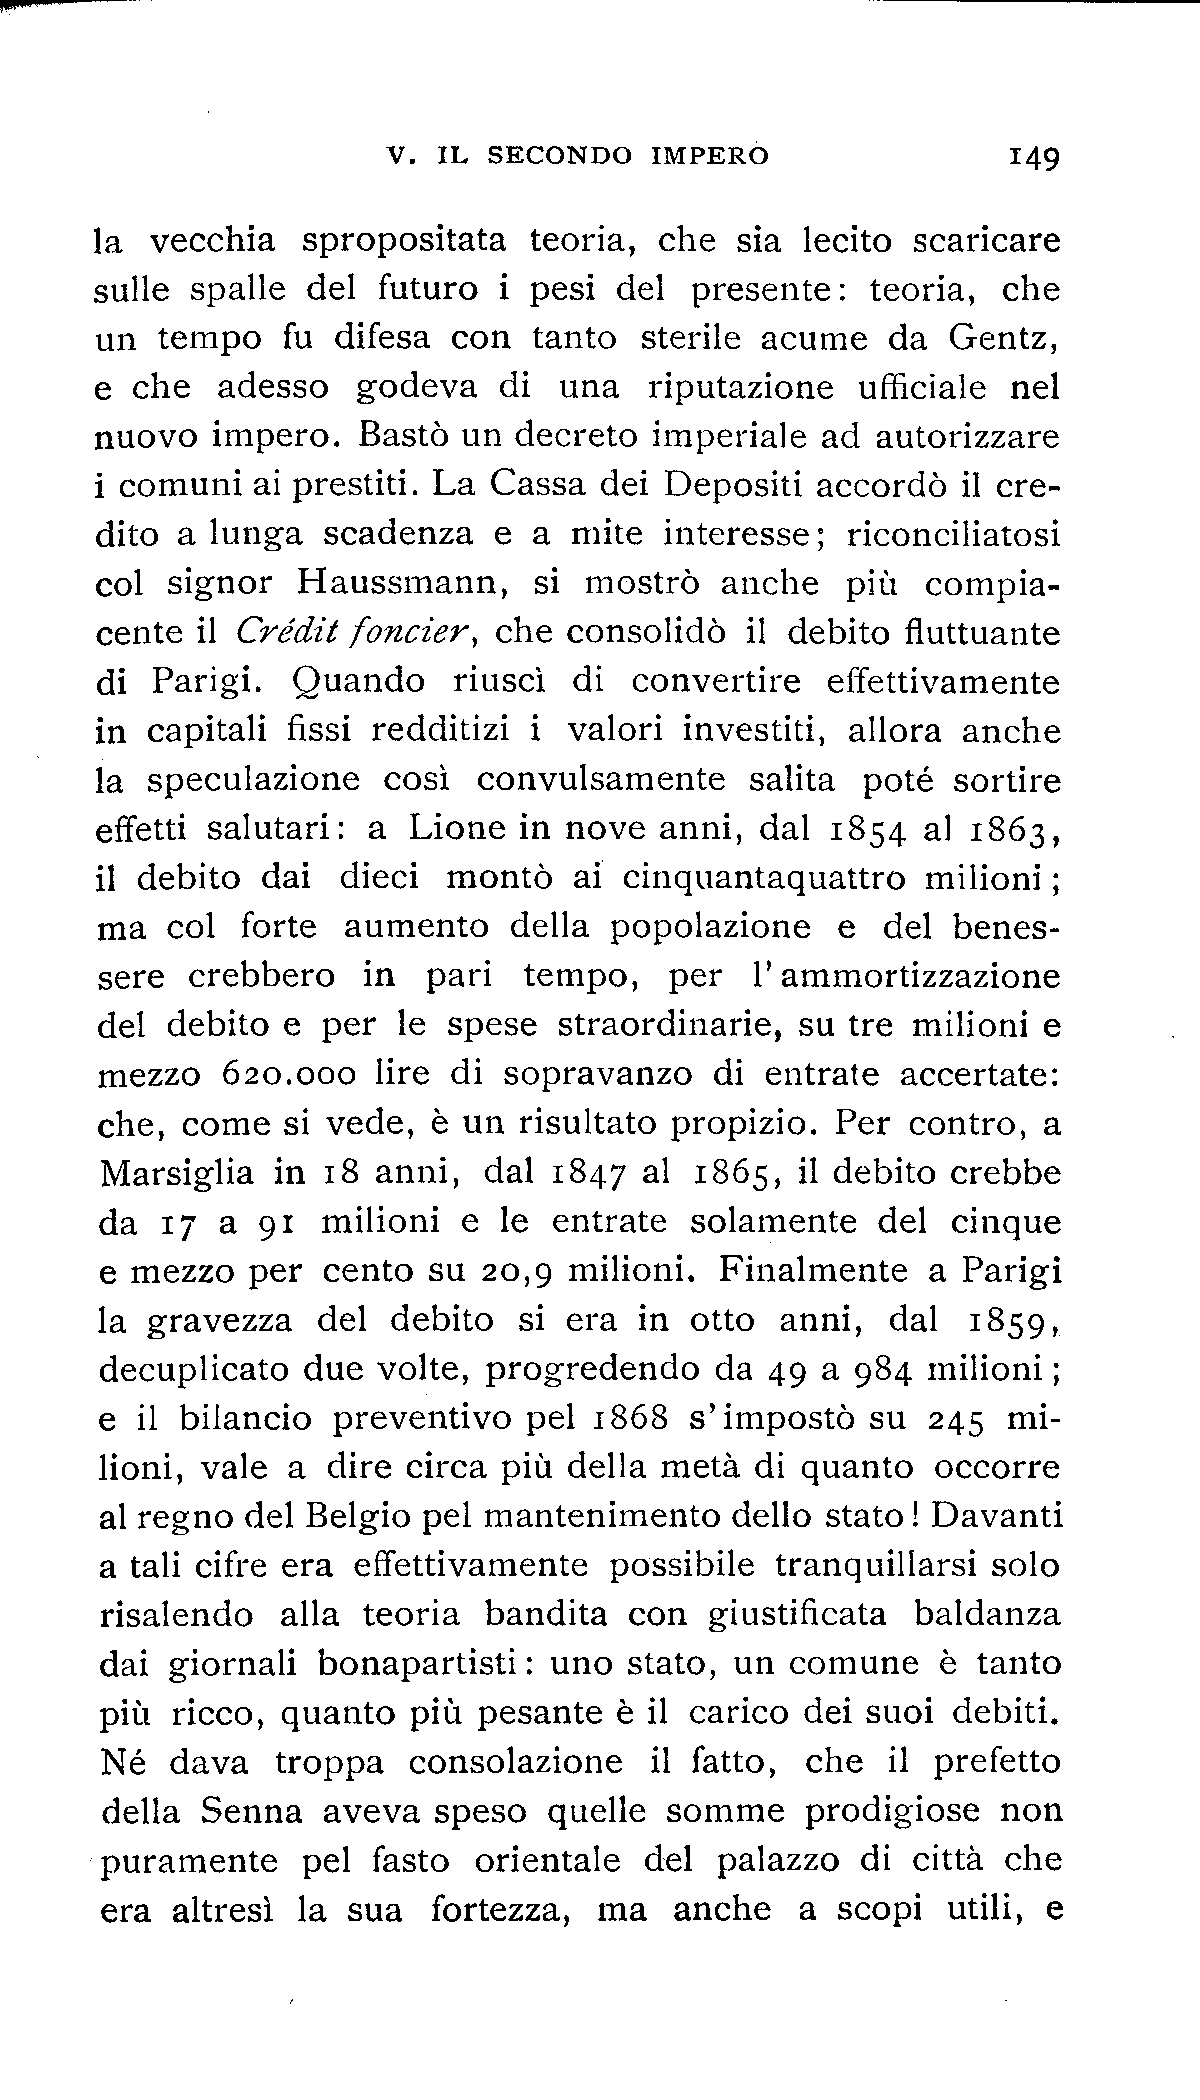 V. IL SECONDO IMPERO 149
la vecchia spropositata teoria, che sia lecito scaricare
sulle spalle del futuro i pesi del presente: teoria, che
un tempo fu difesa con tanto sterile acume da Gentz,
e che adesso godeva di una riputazione ufficiale nel
nuovo impero. Bastò un decreto imperiale ad autorizzare
i comuni ai prestiti. La Cassa dei Depositi accordò il cre-
dito a lunga scadenza e a mite interesse; riconciliatosi
col signor Haussmann, si mostrò anche più compia-
cente il Crédit foncier, che consolidò il debito fluttuante
di Parigi. Quando riuscì di convertire effettivamente
in capitali fissi redditizi i valori investiti, allora anche
la speculazione così convulsamente salita poté sortire
effetti salutari: a Lione in nove anni, dal 1854 al 1863,
il debito dai dieci montò ai cinquantaquattro milioni;
ma col forte aumento della popolazione e del benes-
sere crebbero in pari tempo, per l'ammortizzazione
del debito e per le spese straordinarie, su tre milioni e
mezzo 620.000 lire di sopravanzo di entrate accertate:
che, come si vede, è un risultato propizio. Per contro, a
Marsiglia in 18 anni, dal 1847 al 1865, il debito crebbe
da 17 a 91 milioni e le entrate solamente del cinque
e mezzo per cento su 20,9 milioni. Finalmente a Parigi
la gravezza del debito si era in otto anni, dal 1859,
decuplicato due volte, progredendo da 49 a 984 milioni;
e il bilancio preventivo pel 1868 s'impostò su 245 mi-
lioni, vale a dire circa più della metà di quanto occorre
al regno del Belgio pel mantenimento dello stato! Davanti
a tali cifre era effettivamente possibile tranquillarsi solo
risalendo alla teoria bandita con giustificata baldanza
dai giornali bonapartisti: uno stato, un comune è tanto
più ricco, quanto più pesante è il carico dei suoi debiti.
Né dava troppa consolazione il fatto, che il prefetto
della Senna aveva speso quelle somme prodigiose non
puramente pel fasto orientale del palazzo di città che
era altresì la sua fortezza, ma anche a scopi utili, e